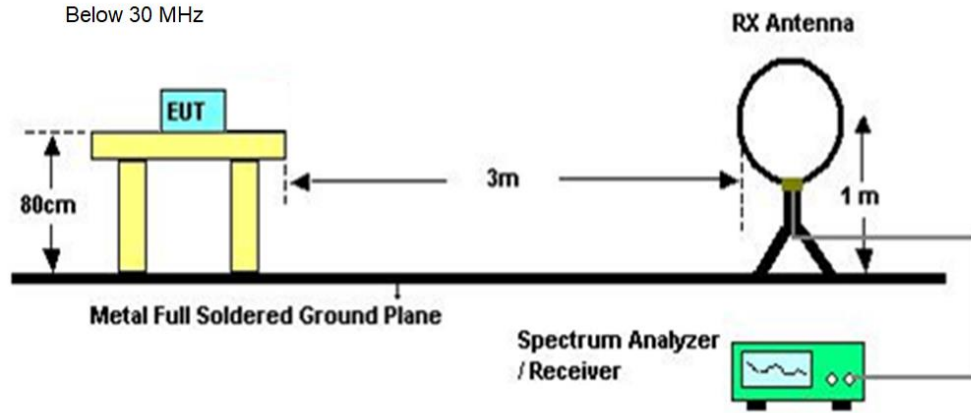 Below 30 MHz
RX Antenna
EUT
80cm
3m
1 m
Metal Full Soldered Ground Plane
Spectrum Analyzer
/ Receiver